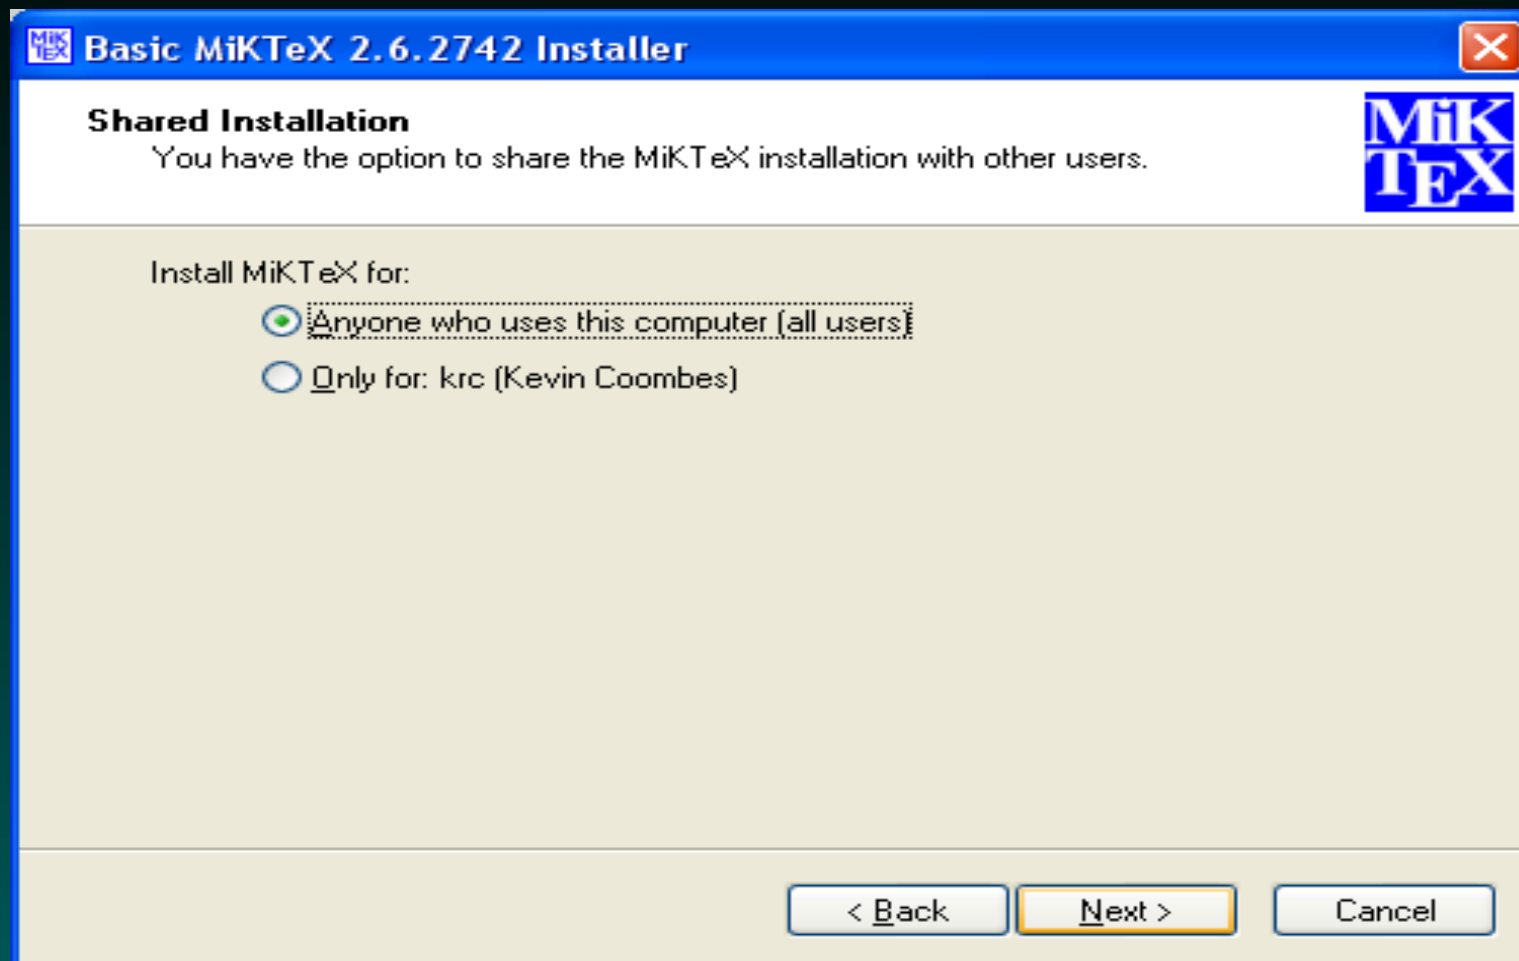 MiK
TEX
Basic MiKTeX 2.6.2742 Installer
Shared Installation
You have the option to share the MiKTeX installation with other users.
MiK
TEX
Install MiKTeX for:
Anyone who uses this computer (all users)
Only for: krc (Kevin Coombes)
< Back
Next >
Cancel